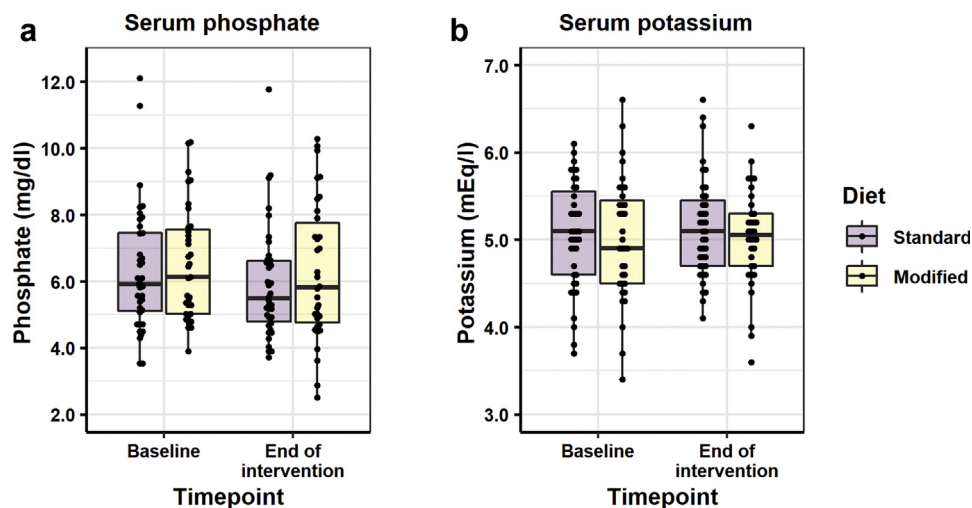 a Serum phosphate
Phosphate (mg/dl)
12.0
10.0
8.0
6.0
4.0
2.0
Baseline
End of
intervention
Timepoint
b Serum potassium
Potassium (mEq/l)
7.0
6.0
5.0
4.0
3.0
Baseline
End of
intervention
Timepoint
Diet
Standard
Modified